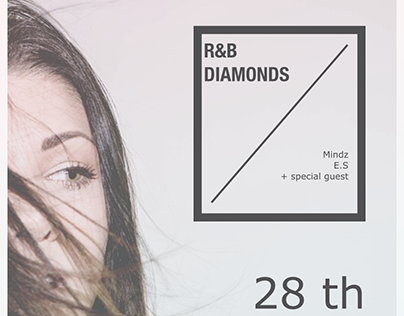 R&B
DIAMONDS
Mindz
E.S
+ special guest
28 th